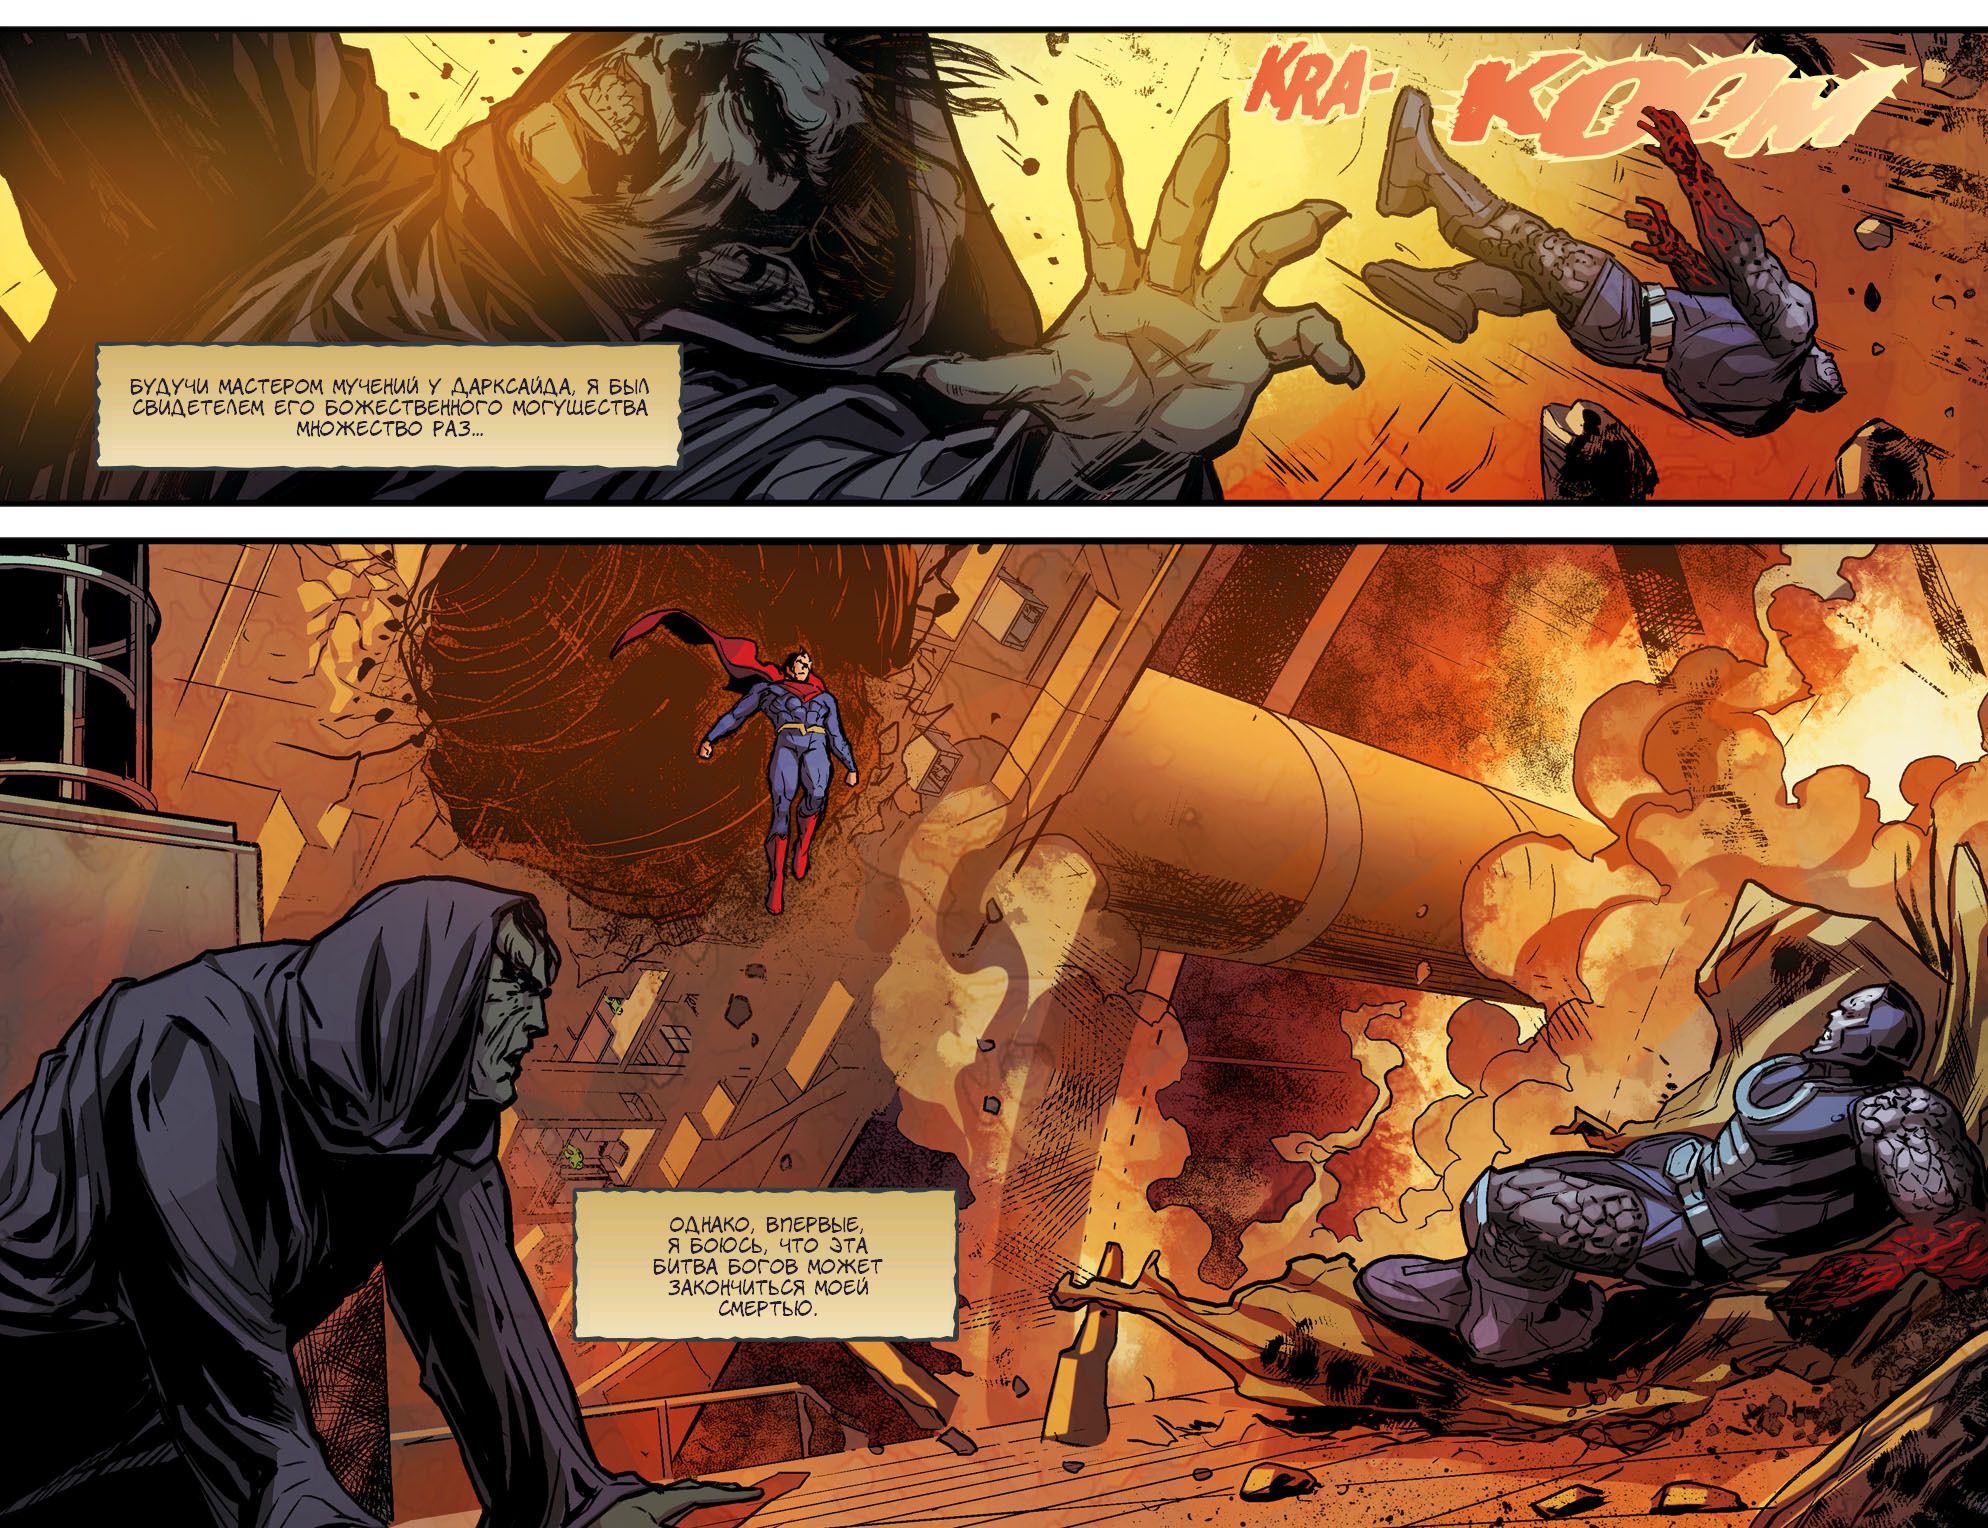 KRA-KOOM
БУДУЧИ МАСТЕРОМ МУЧЕНИЙ У ДАРКСАЙДА, Я БЫЛ
СВИДЕТЕЛЕМ ЕГО БОЖЕСТВЕННОГО МОГУЩЕСТВА
МНОЖЕСТВО РАЗ...
ОДНАКО, ВПЕРВЫЕ,
Я БОЮСЬ, ЧТО ЭТА
БИТВА БОГОВ МОЖЕТ
ЗАКОНЧИТЬСЯ МОЕЙ
СМЕРТЬЮ.